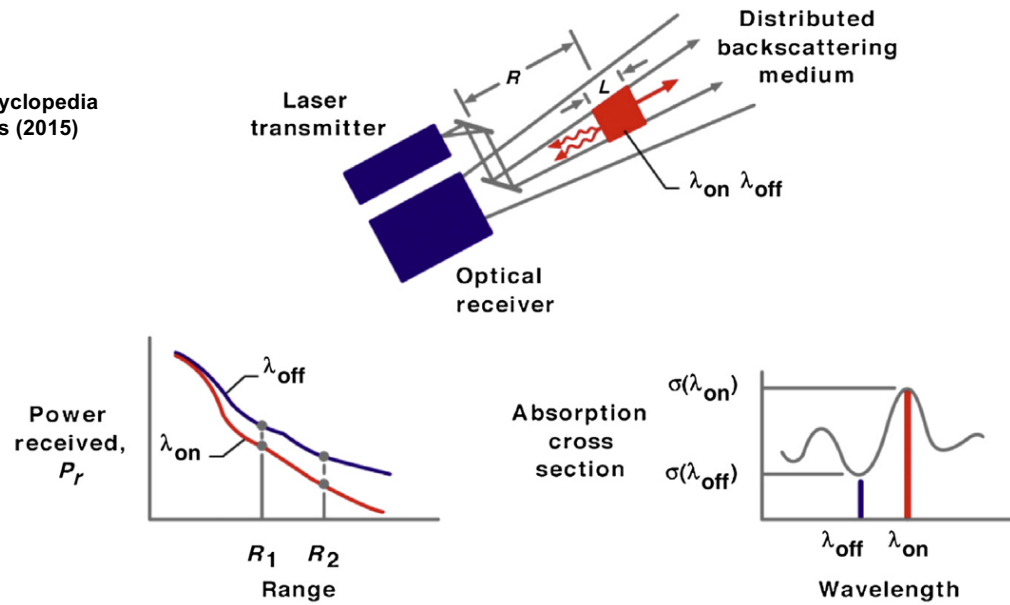 cyclopedia
s (2015)
Laser
transmitter
R
L
Distributed
backscattering
medium
λon λoff
Optical
receiver
Power
received,
Pr
λoff
λon
R1 R2
Range
Absorption
cross
section
σ(λon)
σ(λoff)
λoff λon
Wavelength